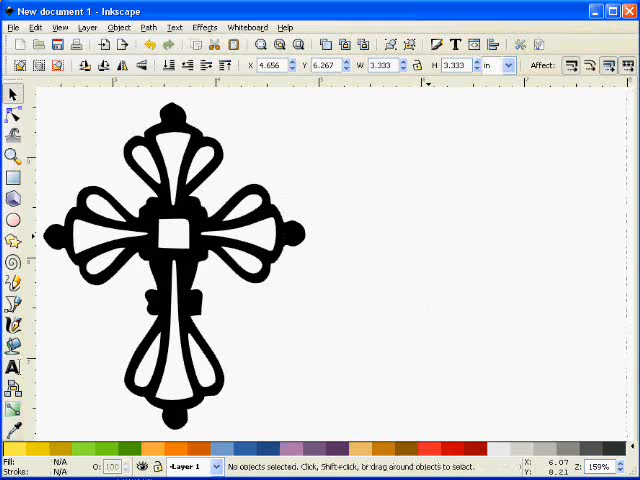 New document 1 - Inkscape
File Edit View Layer Object Path Text Effects Whiteboard Help
X 4.656 Y 6.267 W 3.333 H 3.333 in Affect:
Fill: N/A
Stroke: N/A
O: 100
Layer 1
No objects selected. Click, Shift+click, or drag around objects to select.
X: 6.07
Y: 8.21
Z: 159%